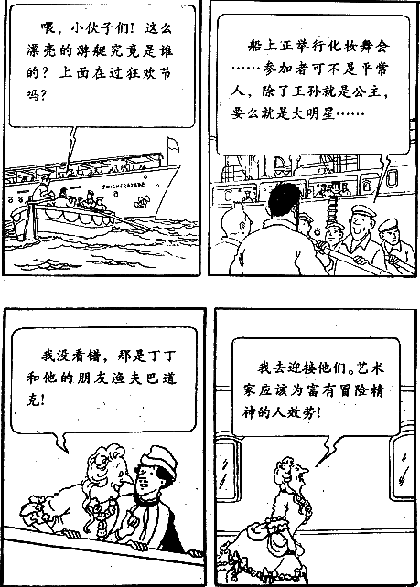 喂，小伙子们！这么
漂亮的游艇究竟是谁
的？上面在过狂欢节
吗？
船上正举行化妆舞会
……参加者可不是平常
人，除了王孙就是公主，
要么就是大明星……
我没看错，那是丁丁
和他的朋友渔夫巴道
克！
我去迎接他们。艺术
家应该为富有冒险精
神的人效劳！